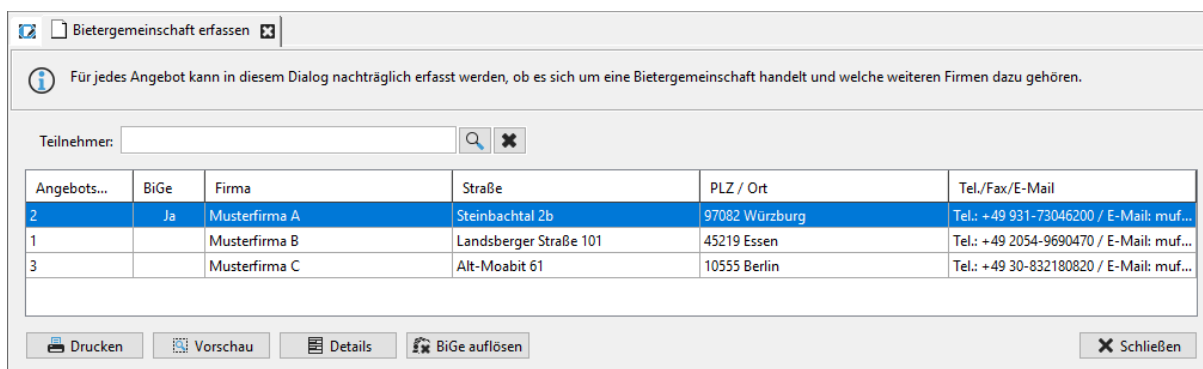 Bietergemeinschaft erfassen
Für jedes Angebot kann in diesem Dialog nachträglich erfasst werden, ob es sich um eine Bietergemeinschaft handelt und welche weiteren Firmen dazu gehören.
Teilnehmer:
Angebots... BiGe Firma Straße PLZ / Ort Tel./Fax/E-Mail
2 Ja Musterfirma A Steinbachtal 2b 97082 Würzburg Tel.: +49 931-73046200 / E-Mail: muf...
1 Musterfirma B Landsberger Straße 101 45219 Essen Tel.: +49 2054-9690470 / E-Mail: muf...
3 Musterfirma C Alt-Moabit 61 10555 Berlin Tel.: +49 30-832180820 / E-Mail: muf...
Drucken Vorschau Details BiGe auflösen Schließen